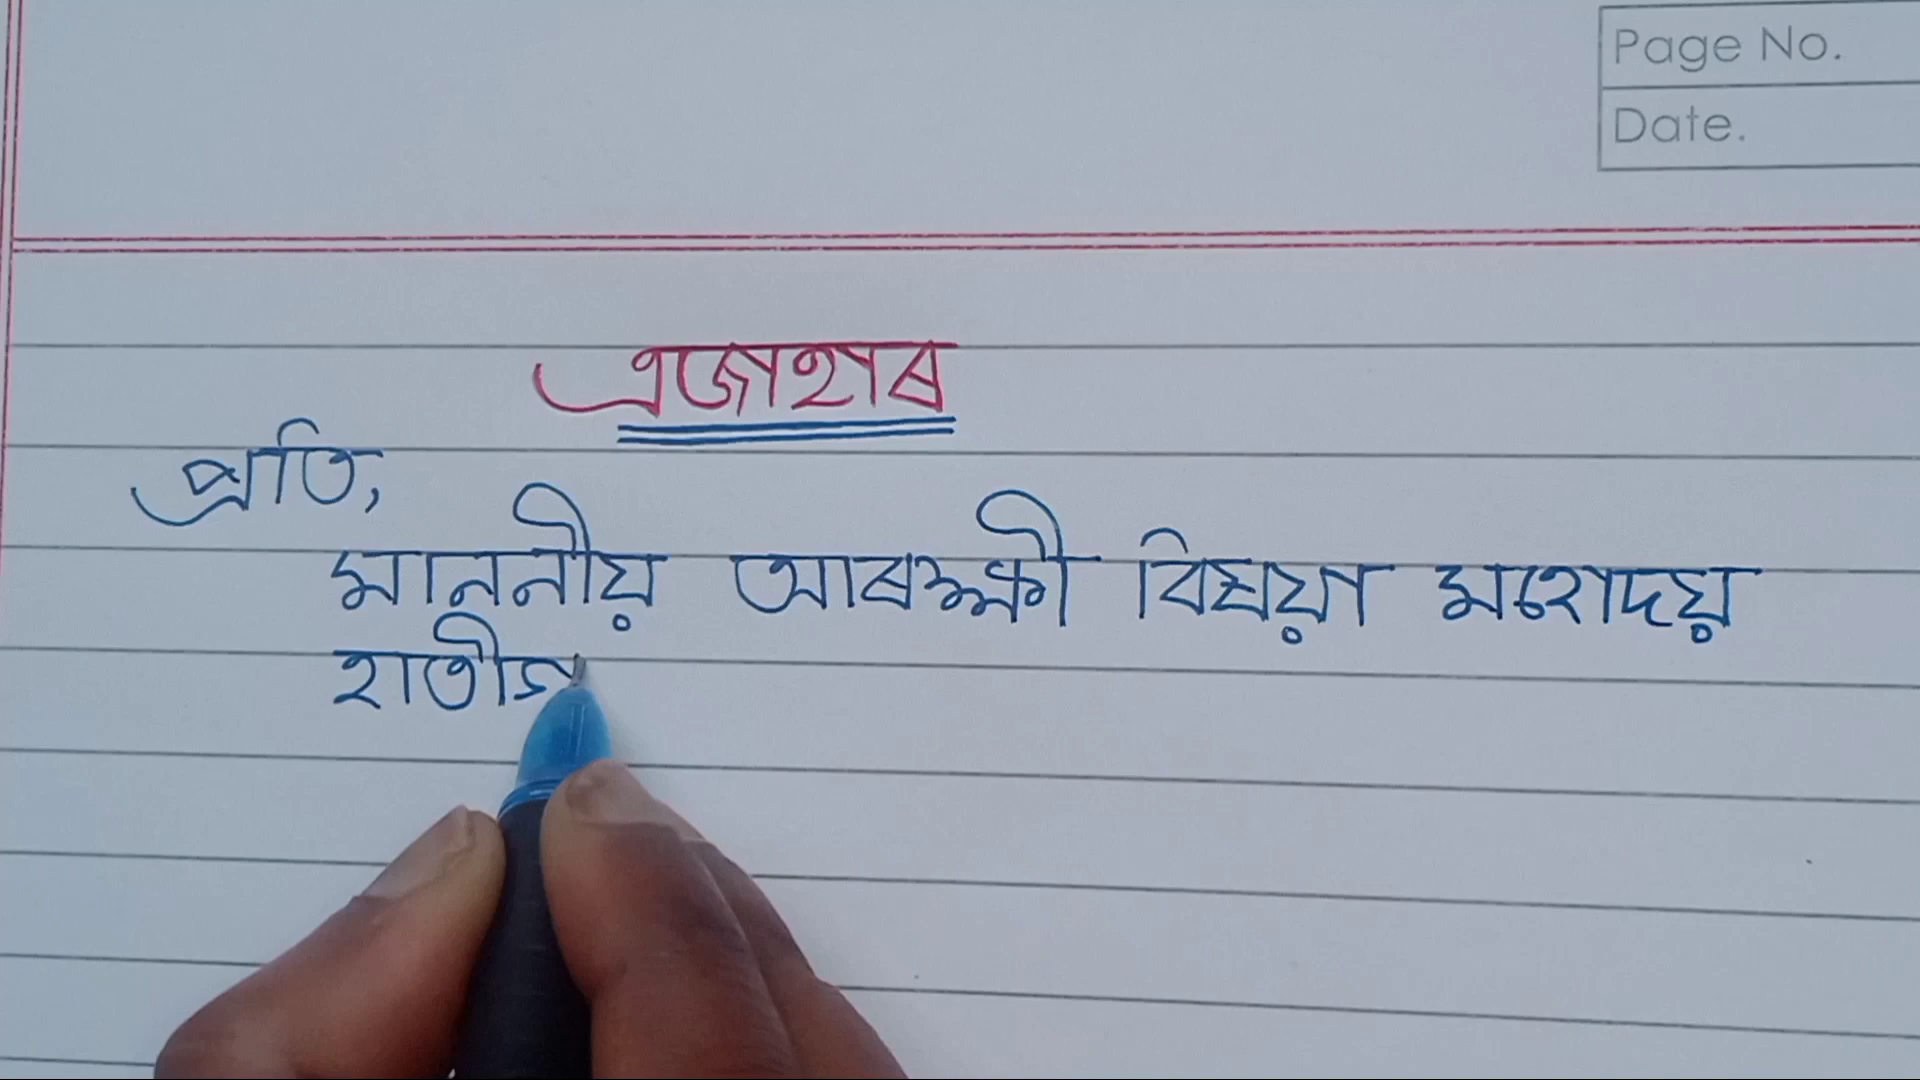 Page No.
Date.
এজাহাৰ
প্ৰতি,
মাননীয় আৰক্ষী বিষয়া মহোদয়